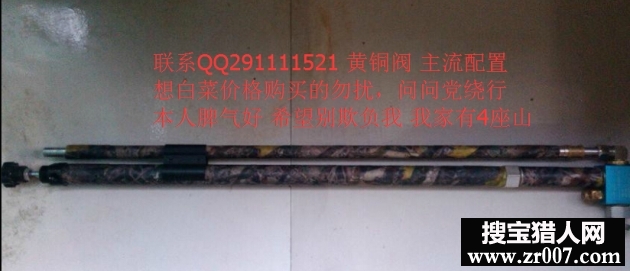 联系QQ291111521 黄铜阀 主流配置
想白菜价格购买的勿扰，问问党绕行
本人脾气好 希望别欺负我 我家有4座山
搜宝猎人网
www.zr007.com